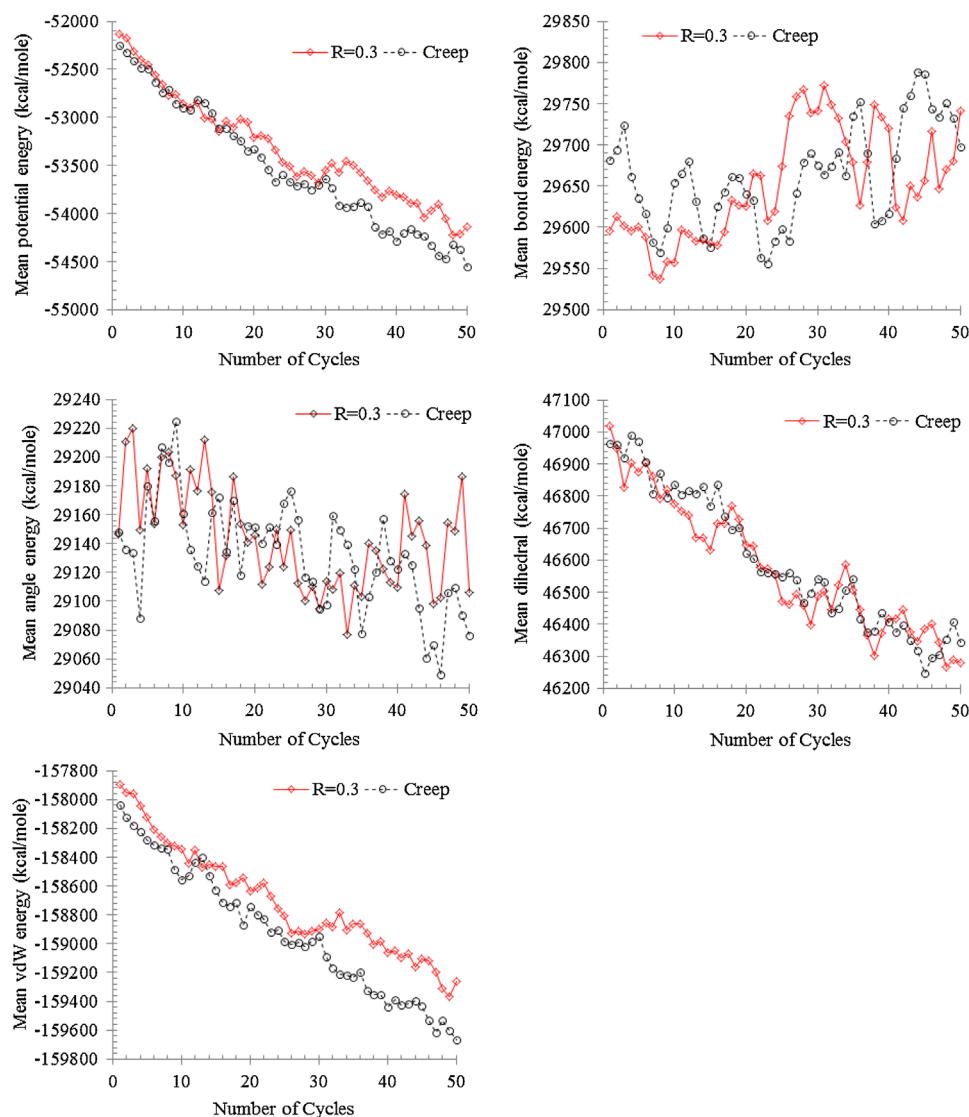 Mean potential enegry (kcal/mole)
-52000
-52500
-53000
-53500
-54000
-54500
-55000
R=0.3 Creep
0 10 20 30 40 50
Number of Cycles
Mean bond energy (kcal/mole)
29850
29800
29750
29700
29650
29600
29550
29500
R=0.3 Creep
0 10 20 30 40 50
Number of Cycles
Mean angle energy (kcal/mole)
29240
29220
29200
29180
29160
29140
29120
29100
29080
29060
29040
R=0.3 Creep
0 10 20 30 40 50
Number of Cycles
Mean dihedral (kcal/mole)
47100
47000
46900
46800
46700
46600
46500
46400
46300
46200
R=0.3 Creep
0 10 20 30 40 50
Number of Cycles
Mean vdW energy (kcal/mole)
-157800
-158000
-158200
-158400
-158600
-158800
-159000
-159200
-159400
-159600
-159800
R=0.3 Creep
0 10 20 30 40 50
Number of Cycles